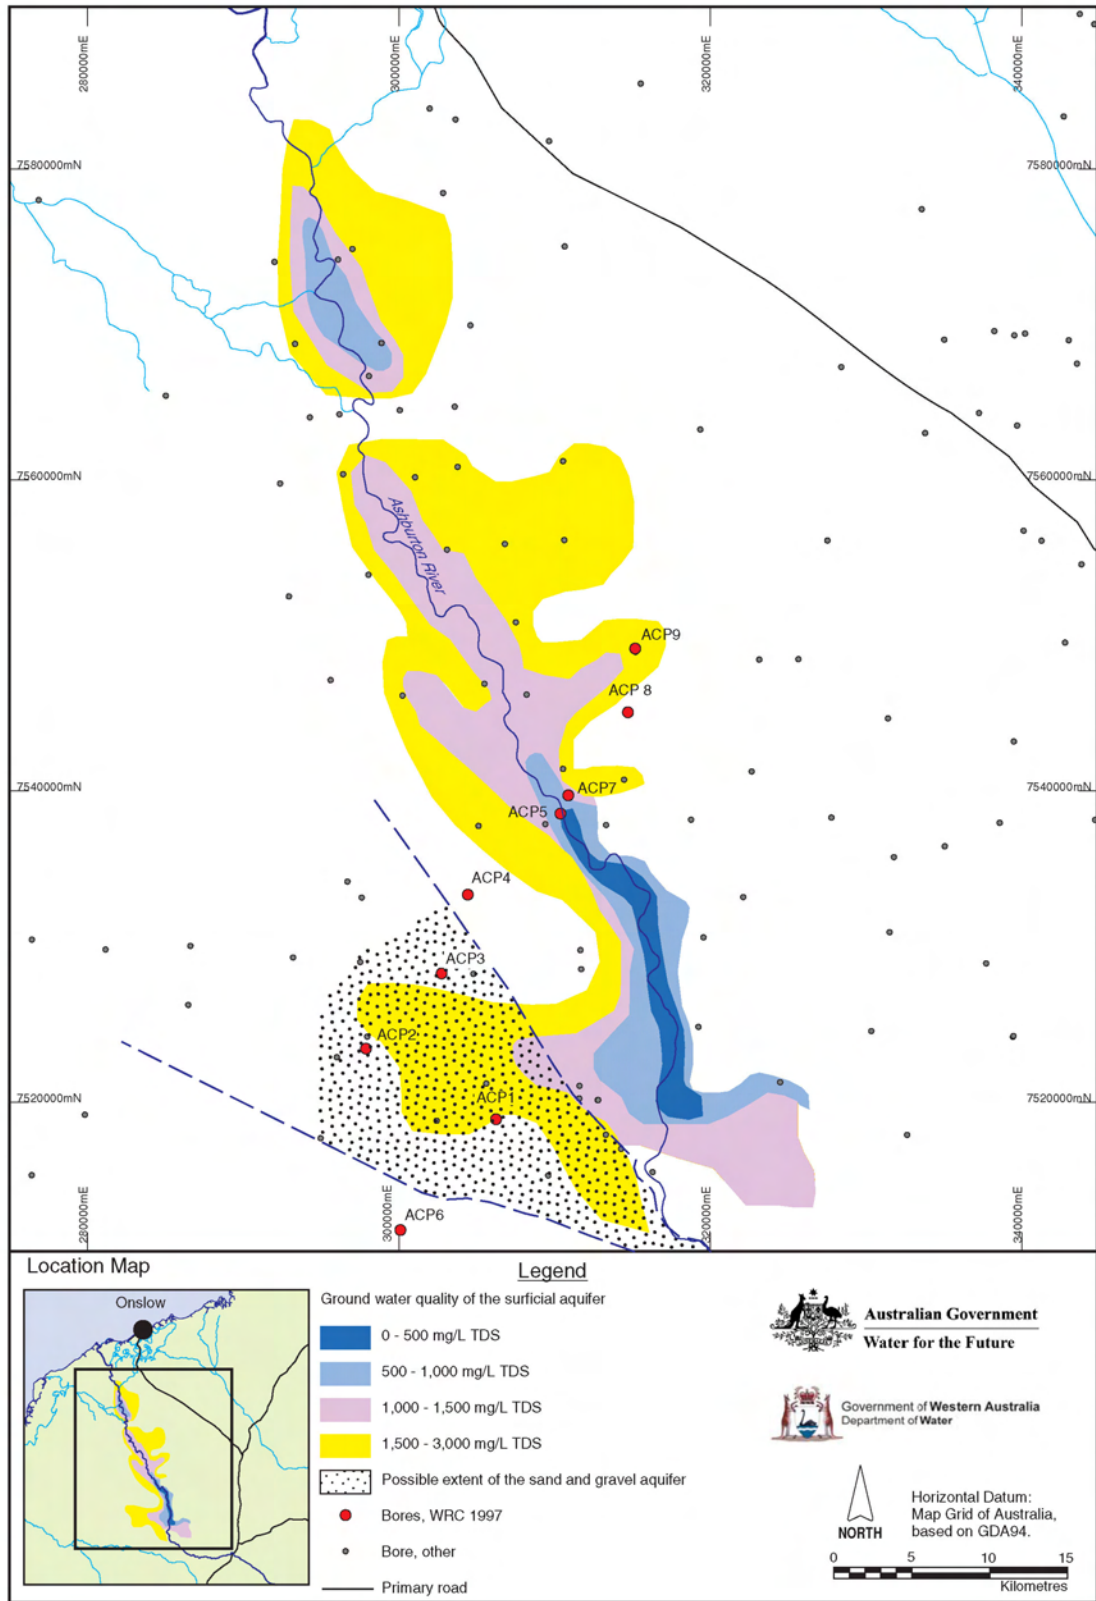 280000mE
300000mE
320000mE
340000mE
7580000mN
7580000mN
7560000mN
7560000mN
Ashburton River
ACP9
ACP 8
7540000mN
7540000mN
ACP7
ACP5
ACP4
ACP3
ACP2
ACP1
7520000mN
7520000mN
ACP6
280000mE
300000mE
320000mE
340000mE
Location Map
Onslow
Legend
Ground water quality of the surficial aquifer
0 - 500 mg/L TDS
500 - 1,000 mg/L TDS
1,000 - 1,500 mg/L TDS
1,500 - 3,000 mg/L TDS
Possible extent of the sand and gravel aquifer
Bores, WRC 1997
Bore, other
Primary road
Australian Government
Water for the Future
Government of Western Australia
Department of Water
NORTH
Horizontal Datum:
Map Grid of Australia,
based on GDA94.
0 5 10 15
Kilometres